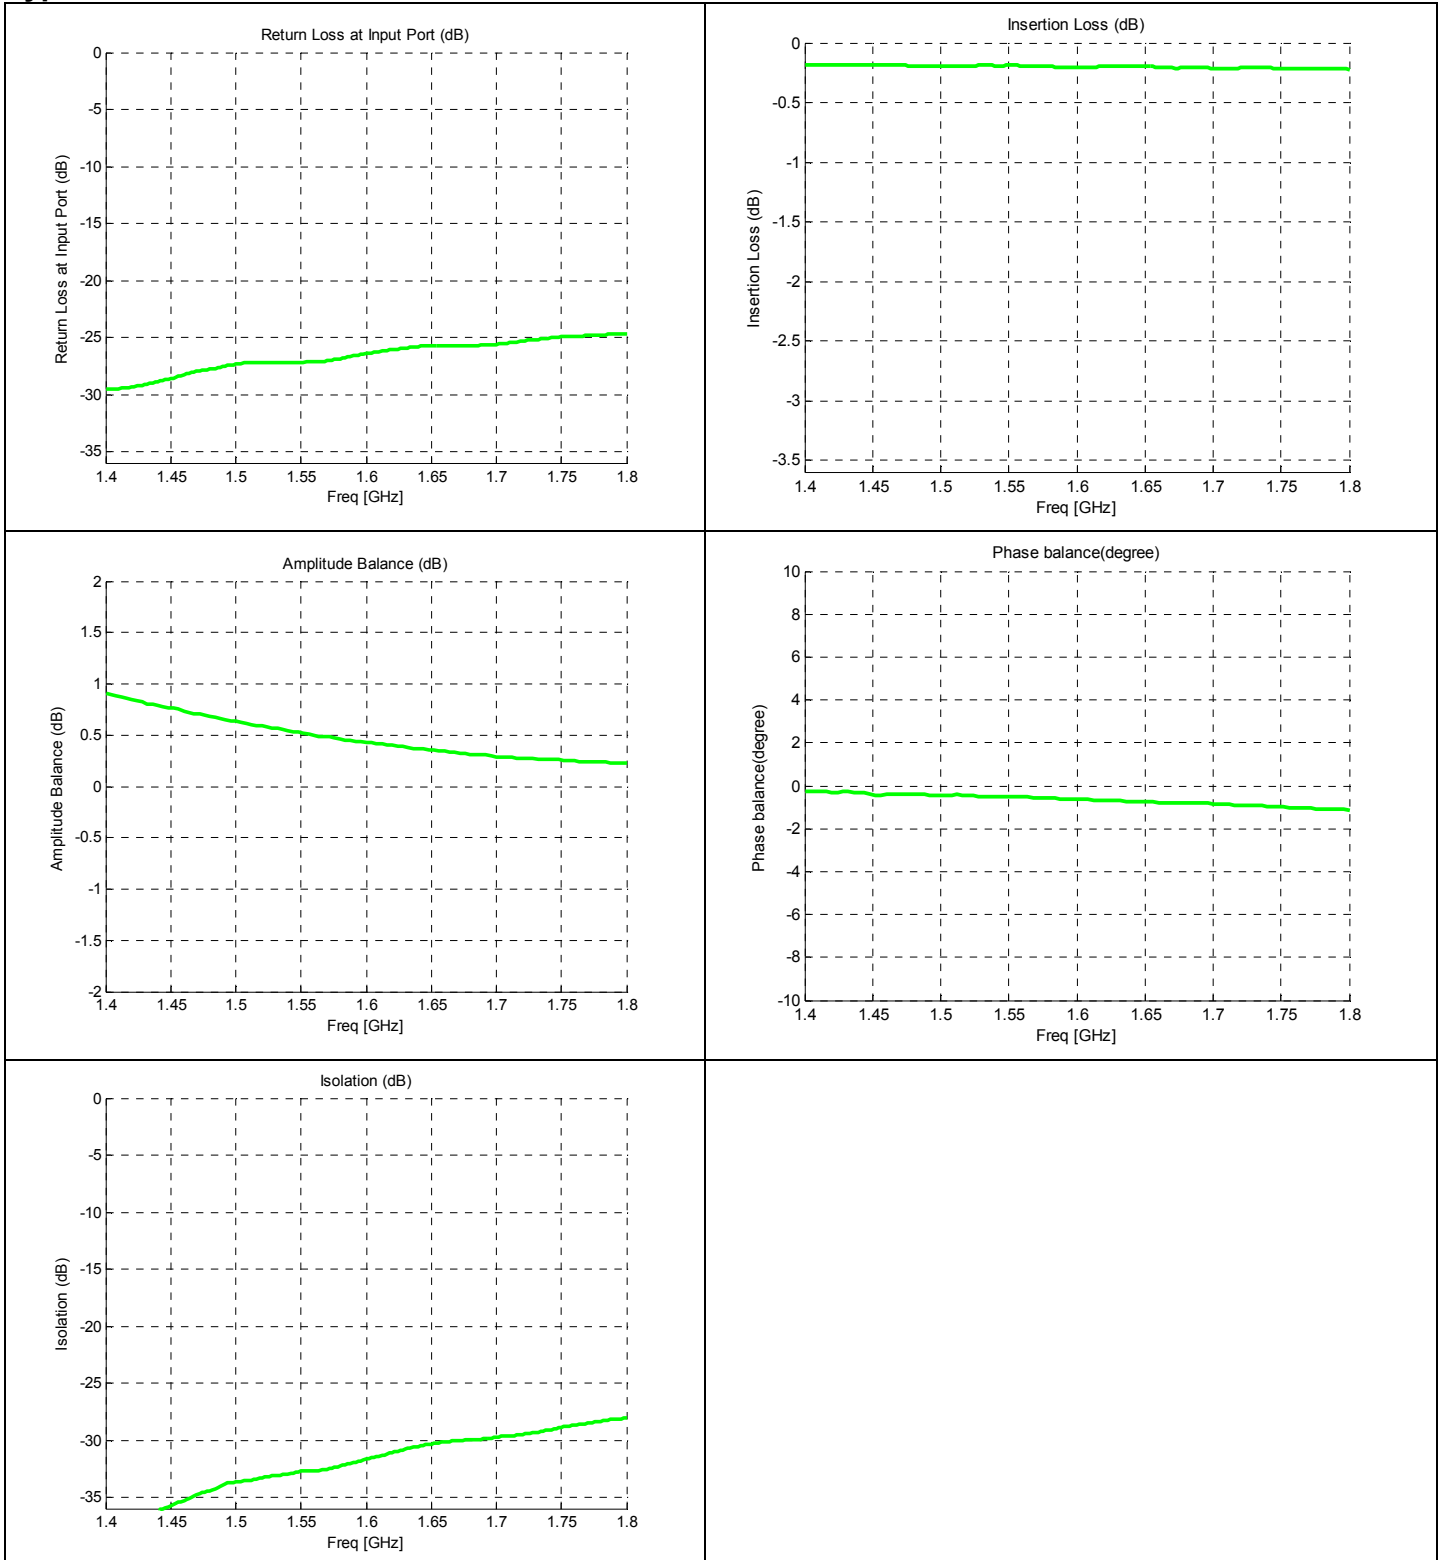 Return Loss at Input Port (dB)
0
-5
-10
-15
-20
-25
-30
-35
Return Loss at Input Port (dB)
1.4 1.45 1.5 1.55 1.6 1.65 1.7 1.75 1.8
Freq [GHz]
Insertion Loss (dB)
0
-0.5
-1
-1.5
-2
-2.5
-3
-3.5
Insertion Loss (dB)
1.4 1.45 1.5 1.55 1.6 1.65 1.7 1.75 1.8
Freq [GHz]
Amplitude Balance (dB)
2
1.5
1
0.5
0
-0.5
-1
-1.5
-2
Amplitude Balance (dB)
1.4 1.45 1.5 1.55 1.6 1.65 1.7 1.75 1.8
Freq [GHz]
Phase balance(degree)
10
8
6
4
2
0
-2
-4
-6
-8
-10
Phase balance(degree)
1.4 1.45 1.5 1.55 1.6 1.65 1.7 1.75 1.8
Freq [GHz]
Isolation (dB)
0
-5
-10
-15
-20
-25
-30
-35
Isolation (dB)
1.4 1.45 1.5 1.55 1.6 1.65 1.7 1.75 1.8
Freq [GHz]